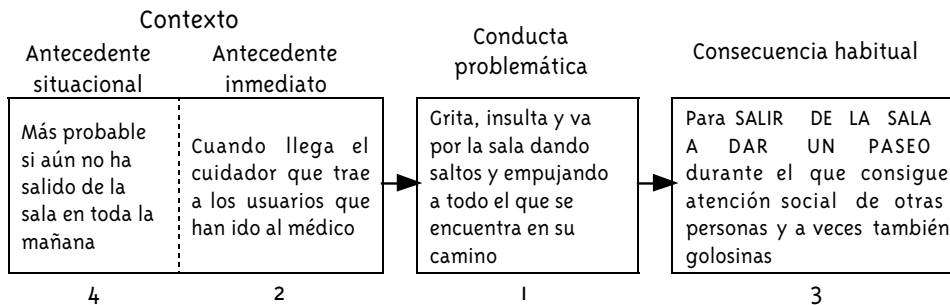 Contexto
Antecedente
situacional
Antecedente
inmediato
Conducta
problemática
Consecuencia habitual
Más probable
si aún no ha
salido de la
sala en toda la
mañana
Cuando llega el
cuidador que trae
a los usuarios que
han ido al médico
Grita, insulta y va
por la sala dando
saltos y empujando
a todo el que se
encuentra en su
camino
Para SALIR DE LA SALA
A DAR UN PASEO
durante el que consigue
atención social de otras
personas y a veces también
golosinas
4
2
1
3